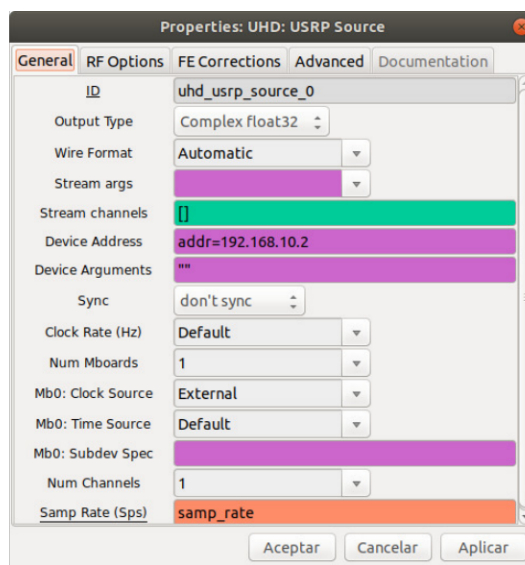 Properties: UHD: USRP Source
General RF Options FE Corrections Advanced Documentation
ID uhd_usrp_source_0
Output Type Complex float32
Wire Format Automatic
Stream args
Stream channels []
Device Address addr=192.168.10.2
Device Arguments ""
Sync don't sync
Clock Rate (Hz) Default
Num Mboards 1
Mb0: Clock Source External
Mb0: Time Source Default
Mb0: Subdev Spec
Num Channels 1
Samp Rate (Sps) samp_rate
Aceptar Cancelar Aplicar